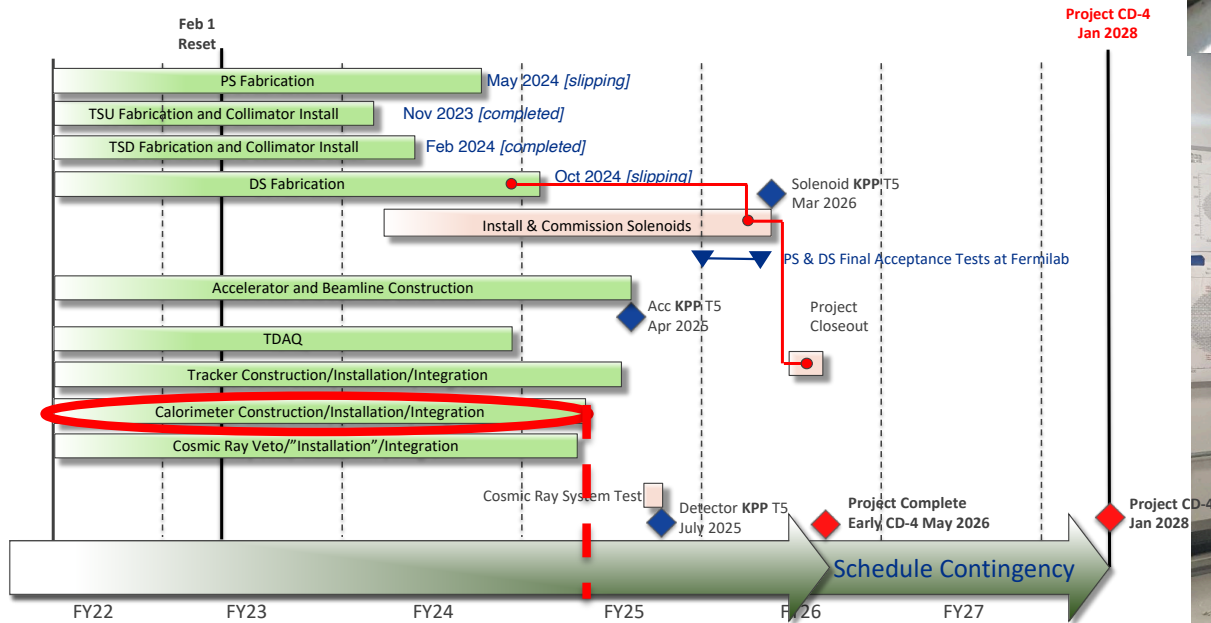 Feb 1
Reset
Project CD-4
Jan 2028
PS Fabrication
May 2024 [slipping]
TSU Fabrication and Collimator Install
Nov 2023 [completed]
TSD Fabrication and Collimator Install
Feb 2024 [completed]
DS Fabrication
Oct 2024 [slipping]
Solenoid KPP T5
Mar 2026
Install & Commission Solenoids
PS & DS Final Acceptance Tests at Fermilab
Accelerator and Beamline Construction
Acc KPP T5
Apr 2025
Project
Closeout
TDAQ
Tracker Construction/Installation/Integration
Calorimeter Construction/Installation/Integration
Cosmic Ray Veto/”Installation”/Integration
Cosmic Ray System Test
Detector KPP T5
July 2025
Project Complete
Early CD-4 May 2026
Project CD-4
Jan 2028
Schedule Contingency
FY22 FY23 FY24 FY25 FY26 FY27